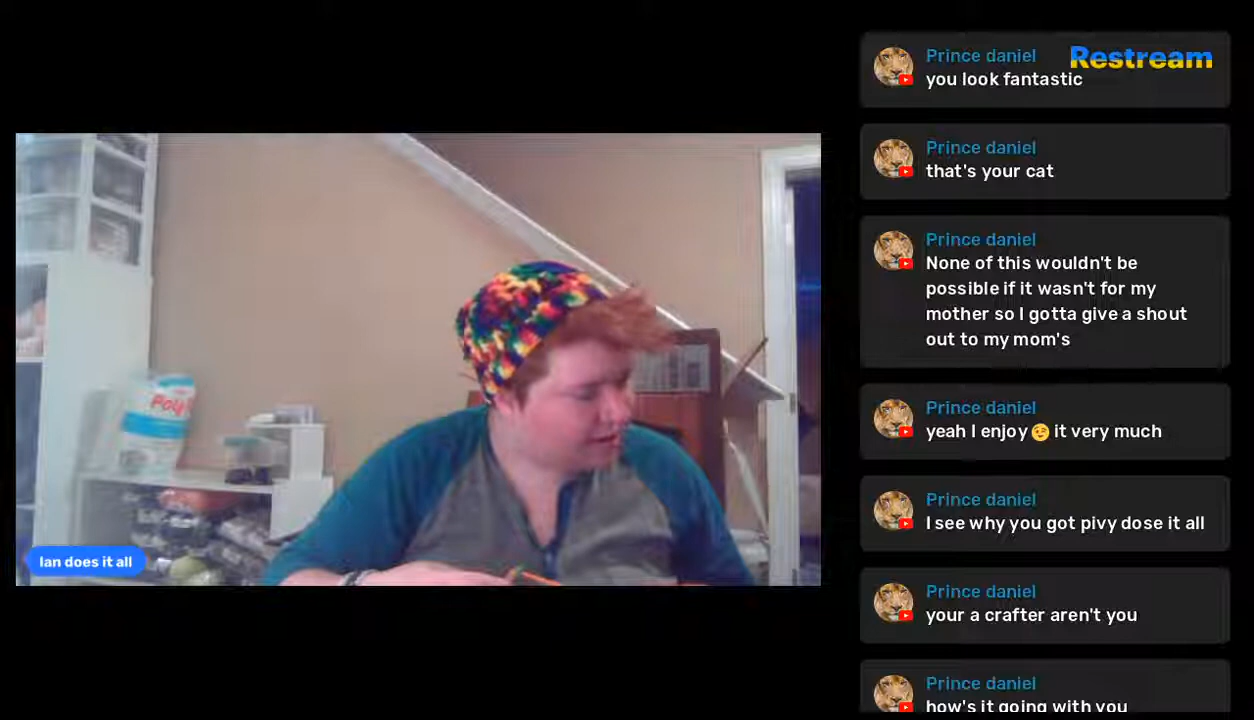 Restream
Prince daniel
you look fantastic
Prince daniel
that's your cat
Prince daniel
None of this wouldn't be
possible if it wasn't for my
mother so I gotta give a shout
out to my mom's
Prince daniel
yeah I enjoy😉it very much
Prince daniel
I see why you got pivy dose it all
Prince daniel
your a crafter aren't you
Prince daniel
how's it going with you
Ian does it all